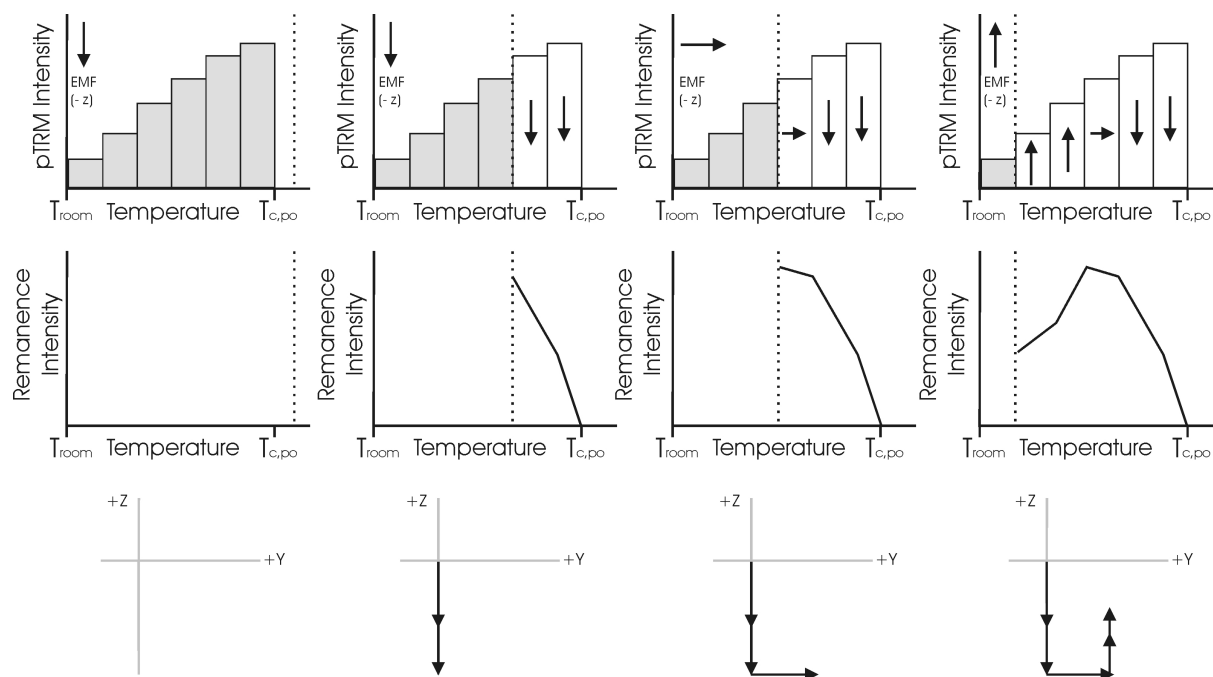 pTRM Intensity
EMF
(- z)
Troom Temperature Tc,po
pTRM Intensity
EMF
(- z)
Troom Temperature Tc,po
pTRM Intensity
EMF
(- z)
Troom Temperature Tc,po
pTRM Intensity
EMF
(- z)
Troom Temperature Tc,po
Remanence
Intensity
Troom Temperature Tc,po
Remanence
Intensity
Troom Temperature Tc,po
Remanence
Intensity
Troom Temperature Tc,po
Remanence
Intensity
Troom Temperature Tc,po
+Z
+Y
+Z
+Y
+Z
+Y
+Z
+Y